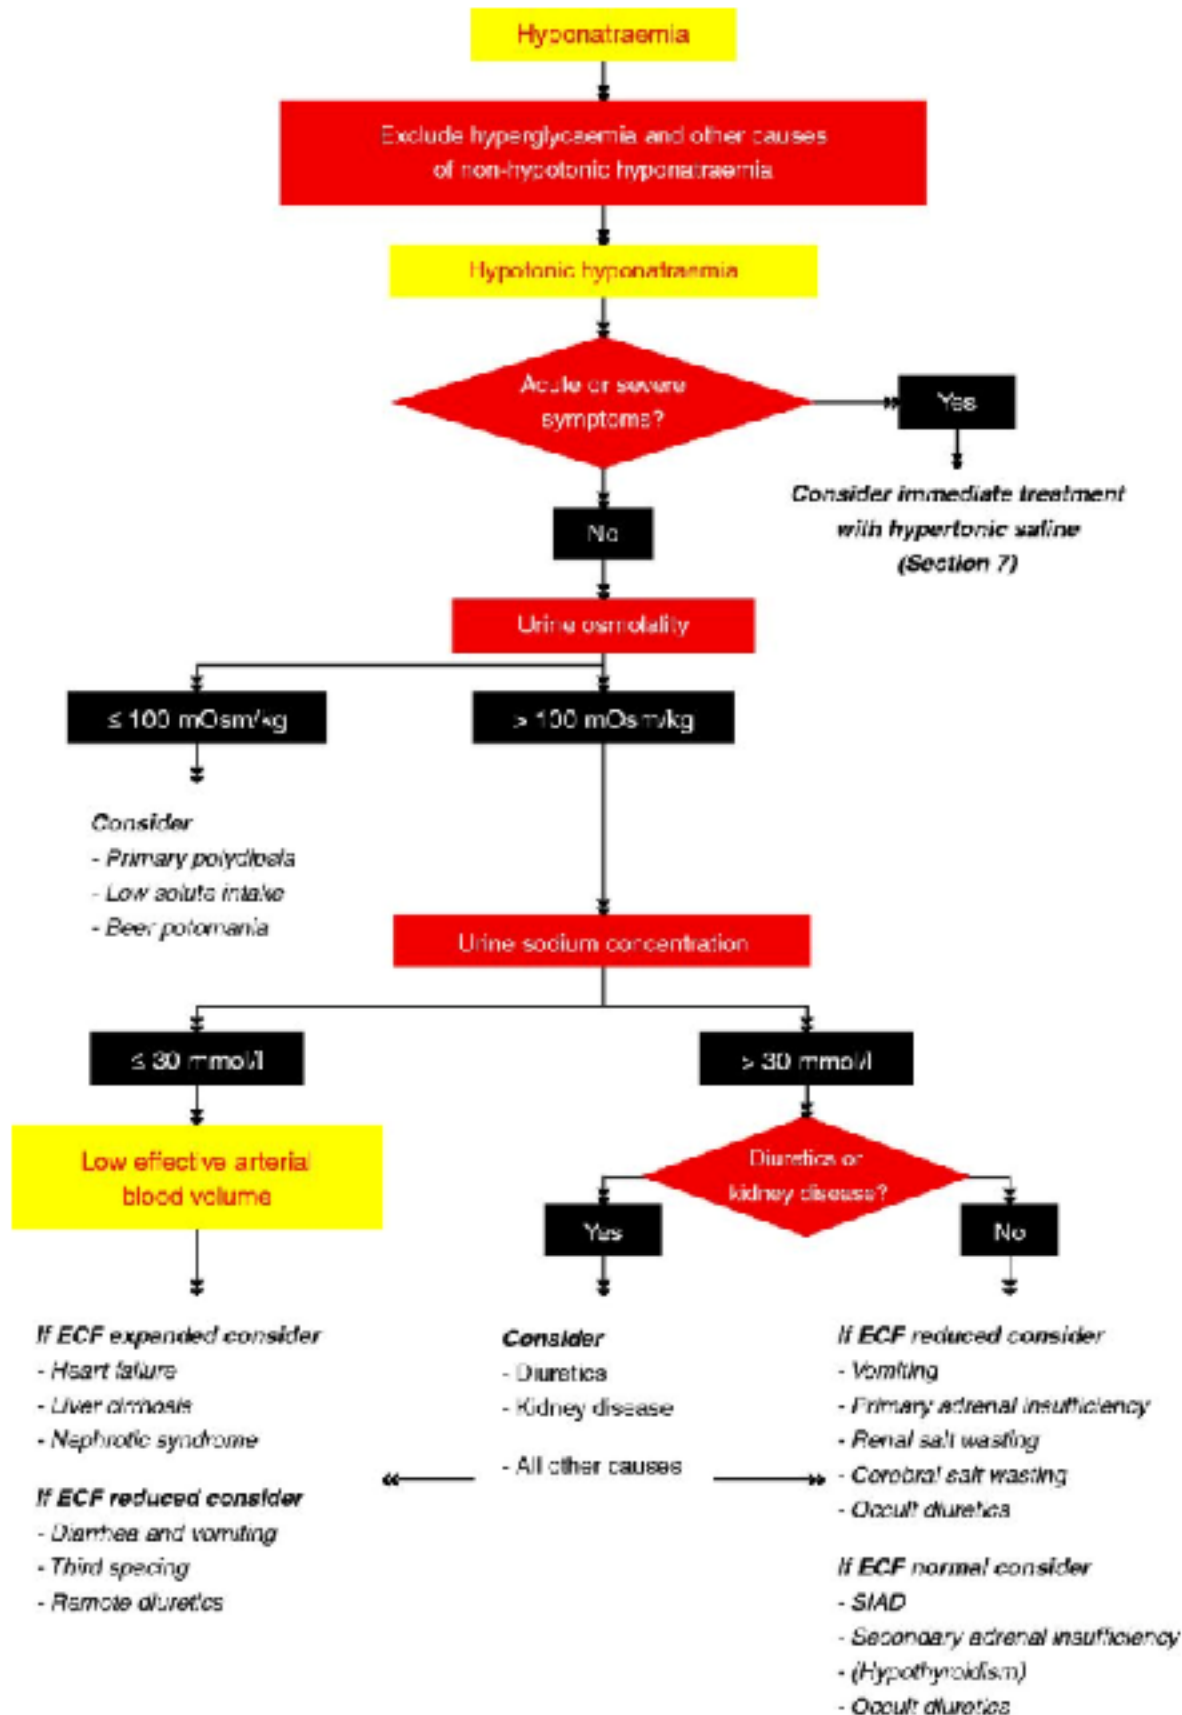 Hyponatraemia
Exclude hyperglycaemia and other causes
of non-hypotonic hyponatraemia
Hypotonic hyponatraemia
Acute or severe
symptoms?
Yes
Consider immediate treatment
with hypertonic saline
(Section 7)
No
Urine osmolality
≤ 100 mOsm/kg
> 100 mOsm/kg
Consider
- Primary polydipsia
- Low solute intake
- Beer potomania
Urine sodium concentration
≤ 30 mmol/l
> 30 mmol/l
Low effective arterial
blood volume
Diuretics or
kidney disease?
Yes
No
If ECF expanded consider
- Heart failure
- Liver cirrhosis
- Nephrotic syndrome
If ECF reduced consider
- Diarrhea and vomiting
- Third spacing
- Remote diuretics
Consider
- Diuretics
- Kidney disease
- All other causes
If ECF reduced consider
- Vomiting
- Primary adrenal insufficiency
- Renal salt wasting
- Cerebral salt wasting
- Occult diuretics
If ECF normal consider
- SIAD
- Secondary adrenal insufficiency
- (Hypothyroidism)
- Occult diuretics